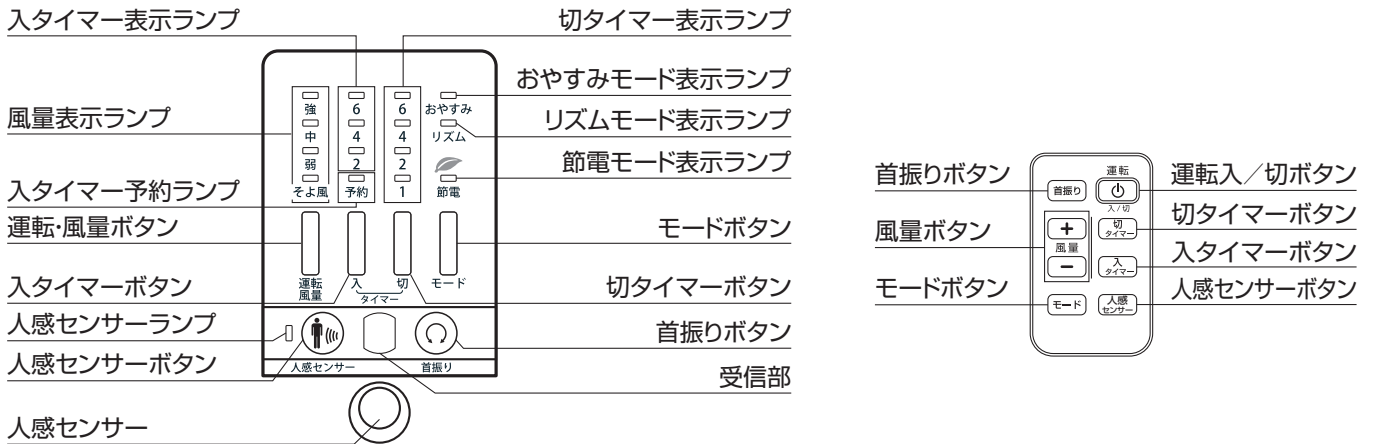 入タイマー表示ランプ
切タイマー表示ランプ
おやすみモード表示ランプ
風量表示ランプ
リズムモード表示ランプ
節電モード表示ランプ
入タイマー予約ランプ
運転・風量ボタン
モードボタン
入タイマーボタン
切タイマーボタン
人感センサーランプ
首振りボタン
人感センサーボタン
受信部
人感センサー
強 6 6 おやすみ
中 4 4 リズム
弱 2 2
そよ風 予約 1 節電
運転
風量
入 切 モード
タイマー
人感センサー 首振り
首振りボタン
運転入/切ボタン
切タイマーボタン
風量ボタン
入タイマーボタン
モードボタン
人感センサーボタン
運転
首振り
入/切
+
切
タイマー
風量
−
入
タイマー
モード
人感
センサー